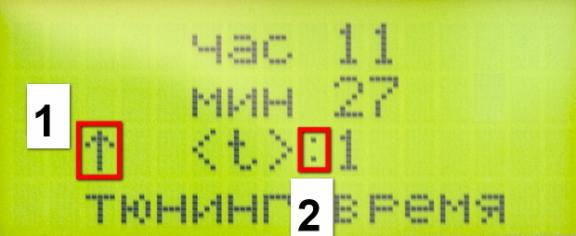 час 11
мин 27
1 ↑ <t>:1
тюнинг время
2